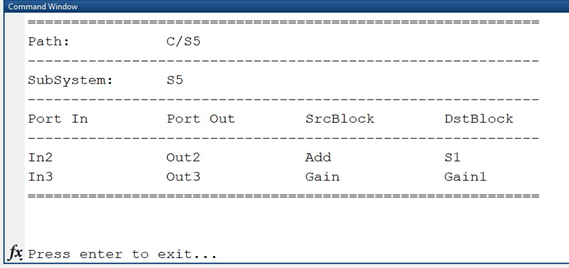 Command Window
================================================================
Path: C/S5
----------------------------------------------------------------
SubSystem: S5
----------------------------------------------------------------
Port In Port Out SrcBlock DstBlock
----------------------------------------------------------------
In2 Out2 Add S1
In3 Out3 Gain Gain1
================================================================
fx Press enter to exit...